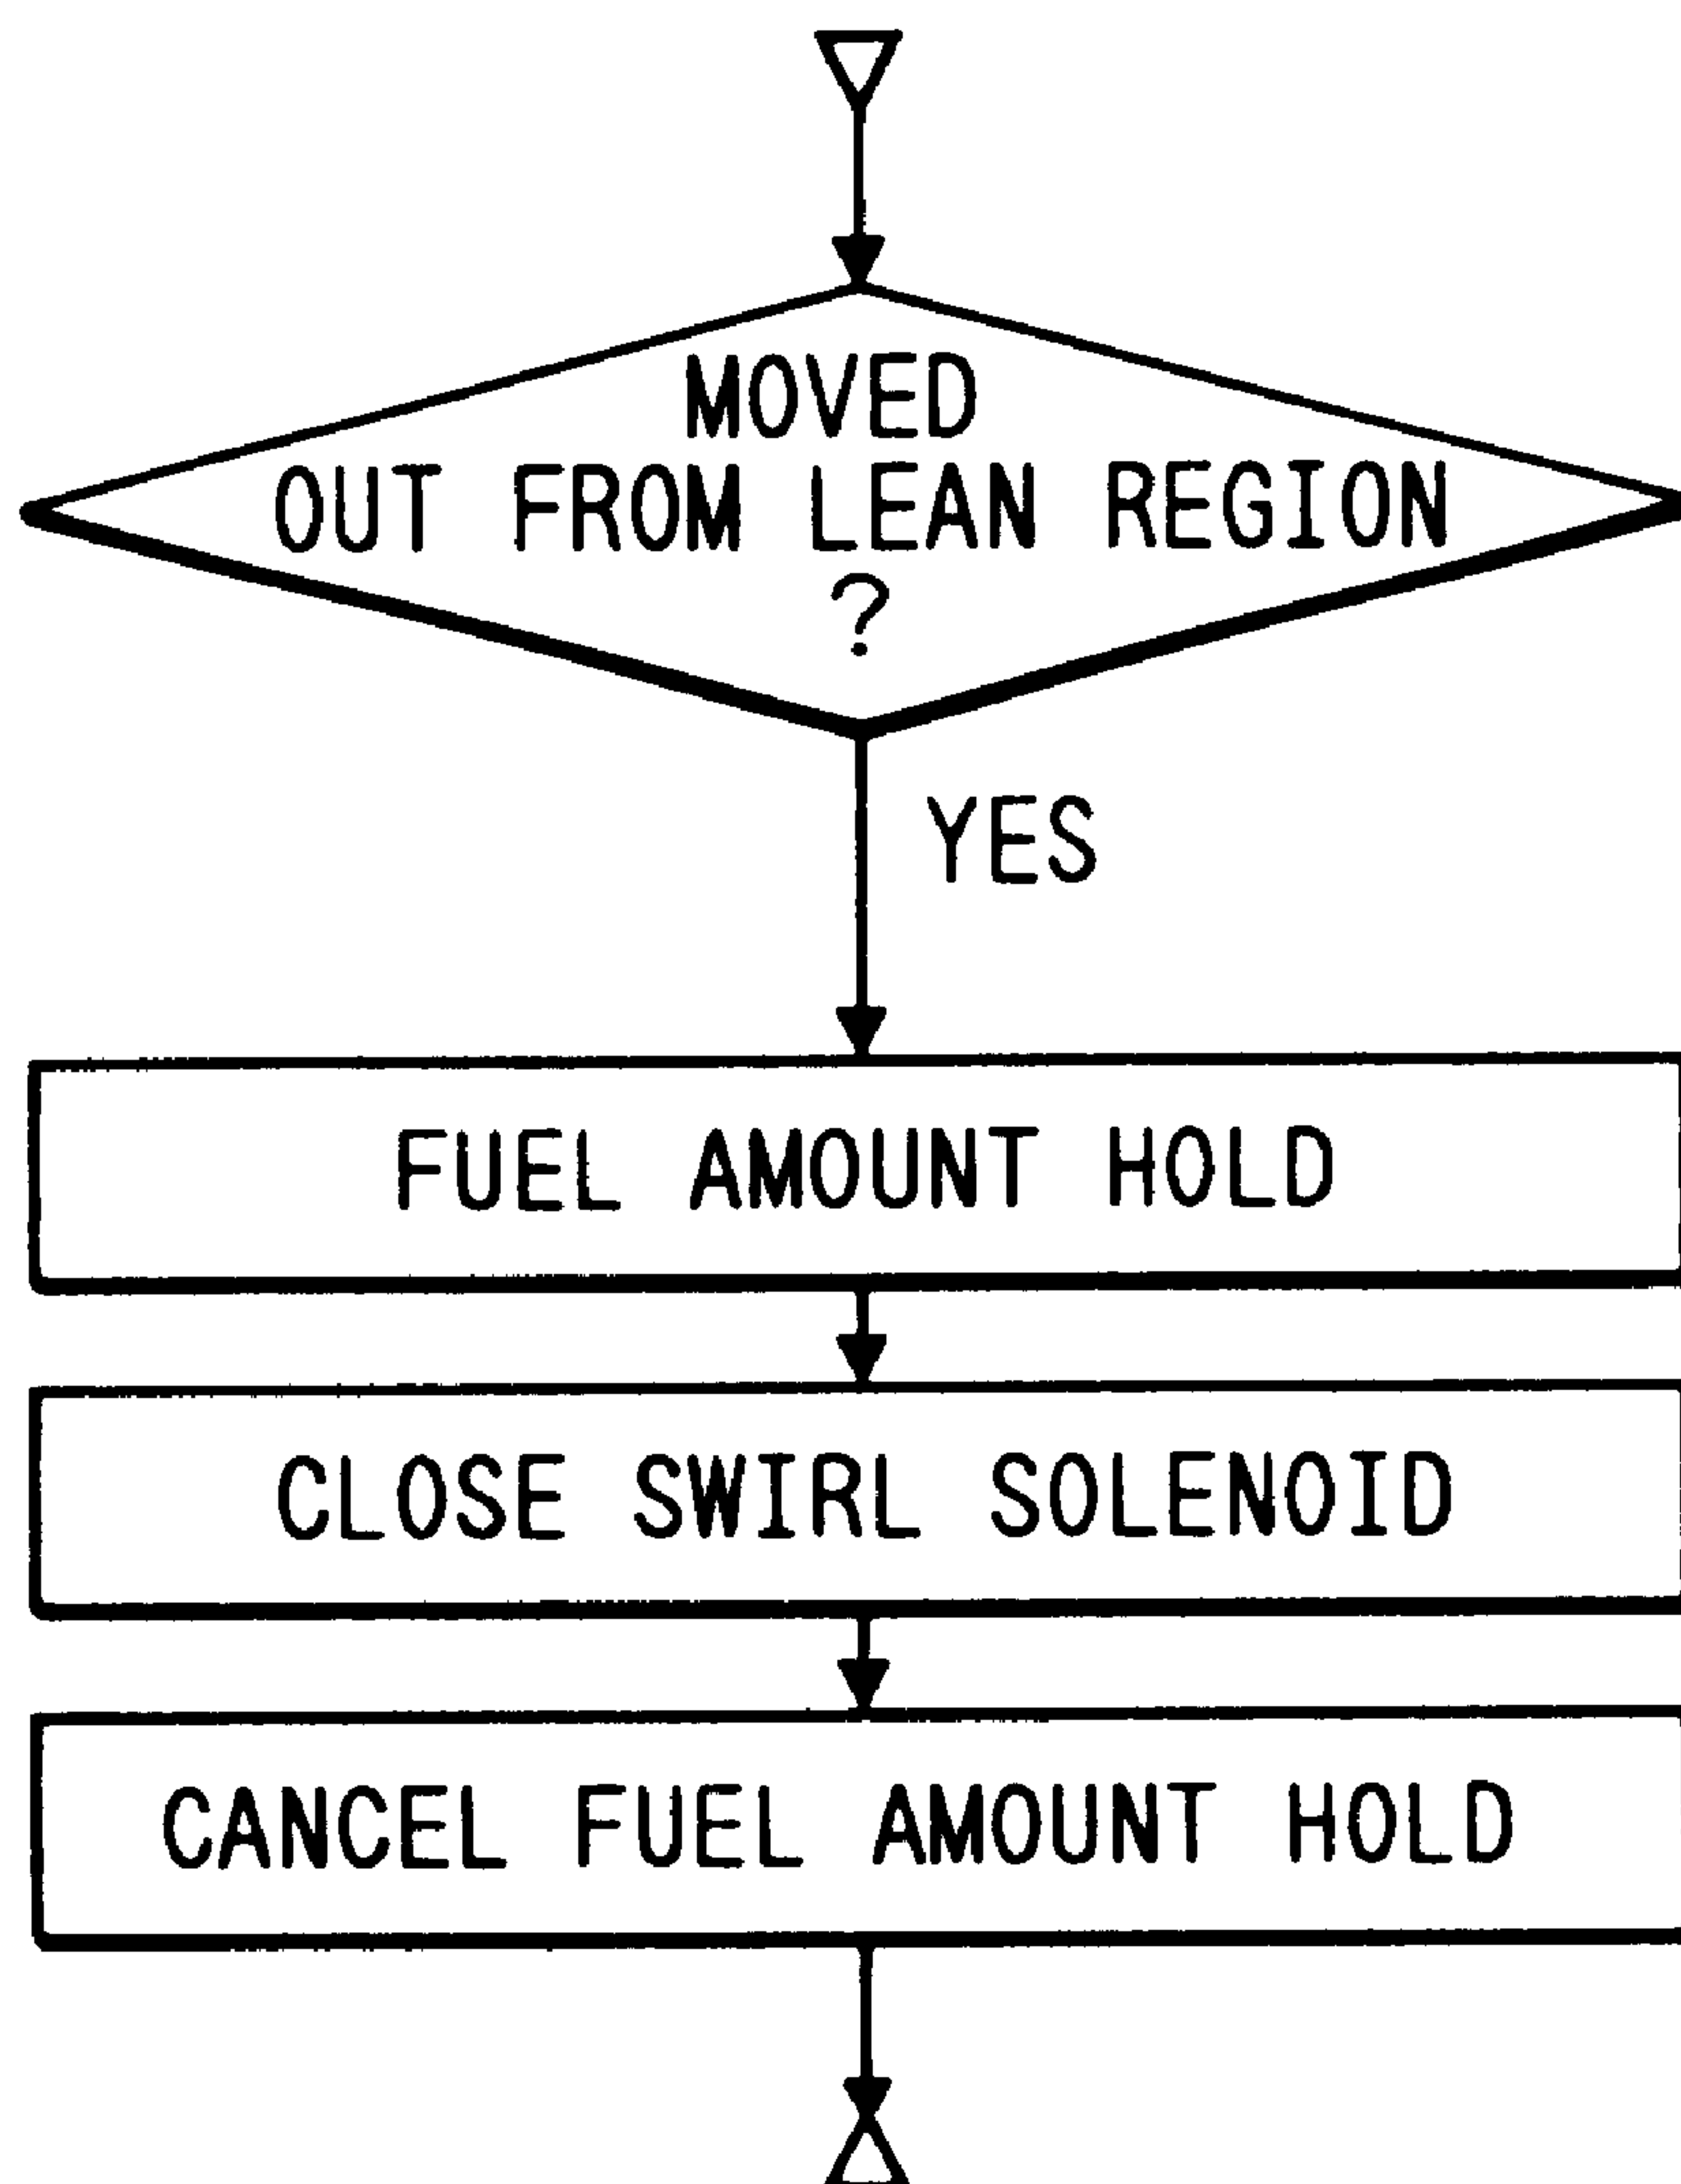 MOVED
OUT FROM LEAN REGION
?
YES
FUEL AMOUNT HOLD
CLOSE SWIRL SOLENOID
CANCEL FUEL AMOUNT HOLD